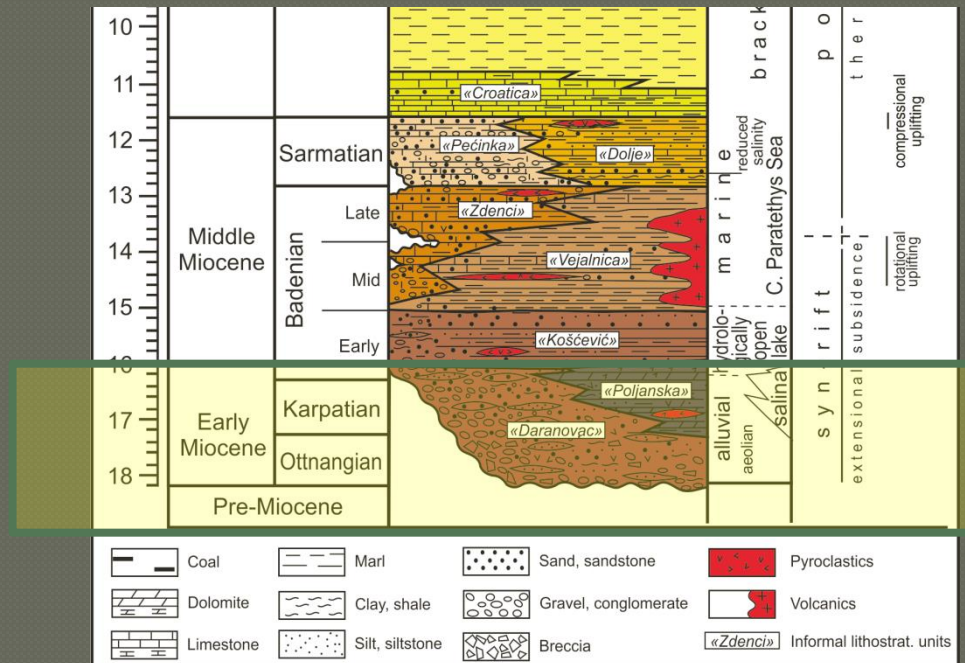 10
11
12
13
14
15
16
17
18
Middle
Miocene
Early
Miocene
Pre-Miocene
Sarmatian
Badenian
Late
Mid
Early
Karpatian
Ottnangian
«Croatica»
«Pećinka»
«Dolje»
«Zdenci»
«Vejalnica»
«Košćević»
«Poljanska»
«Daranovac»
brack
marine
reduced
salinity
C. Paratethys Sea
hydrolo-
gically
open
lake
salina
alluvial
aeolian
po
syn rift
ther
extensional subsidence
compressional
uplifting
rotational
uplifting
Coal
Marl
Sand, sandstone
Pyroclastics
Dolomite
Clay, shale
Gravel, conglomerate
Volcanics
Limestone
Silt, siltstone
Breccia
«Zdenci» Informal lithostrat. units